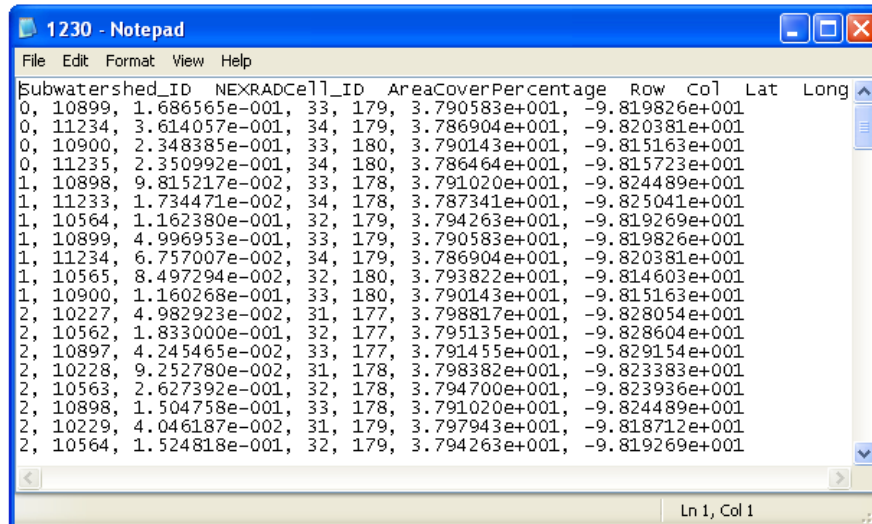 1230 - Notepad
File Edit Format View Help
Subwatershed_ID NEXRADCell_ID AreaCoverPercentage Row Col Lat Long
0, 10899, 1.686565e-001, 33, 179, 3.790583e+001, -9.819826e+001
0, 11234, 3.614057e-001, 34, 179, 3.786904e+001, -9.820381e+001
0, 10900, 2.348385e-001, 33, 180, 3.790143e+001, -9.815163e+001
0, 11235, 2.350992e-001, 34, 180, 3.786464e+001, -9.815723e+001
1, 10898, 9.815217e-002, 33, 178, 3.791020e+001, -9.824489e+001
1, 11233, 1.734471e-002, 34, 178, 3.787341e+001, -9.825041e+001
1, 10564, 1.162380e-001, 32, 179, 3.794263e+001, -9.819269e+001
1, 10899, 4.996953e-001, 33, 179, 3.790583e+001, -9.819826e+001
1, 11234, 6.757007e-002, 34, 179, 3.786904e+001, -9.820381e+001
1, 10565, 8.497294e-002, 32, 180, 3.793822e+001, -9.814603e+001
1, 10900, 1.160268e-001, 33, 180, 3.790143e+001, -9.815163e+001
2, 10227, 4.982923e-002, 31, 177, 3.798817e+001, -9.828054e+001
2, 10562, 1.833000e-001, 32, 177, 3.795135e+001, -9.828604e+001
2, 10897, 4.245465e-002, 33, 177, 3.791455e+001, -9.829154e+001
2, 10228, 9.252780e-002, 31, 178, 3.798382e+001, -9.823383e+001
2, 10563, 2.627392e-001, 32, 178, 3.794700e+001, -9.823936e+001
2, 10898, 1.504758e-001, 33, 178, 3.791020e+001, -9.824489e+001
2, 10229, 4.046187e-002, 31, 179, 3.797943e+001, -9.818712e+001
2, 10564, 1.524818e-001, 32, 179, 3.794263e+001, -9.819269e+001
Ln 1, Col 1